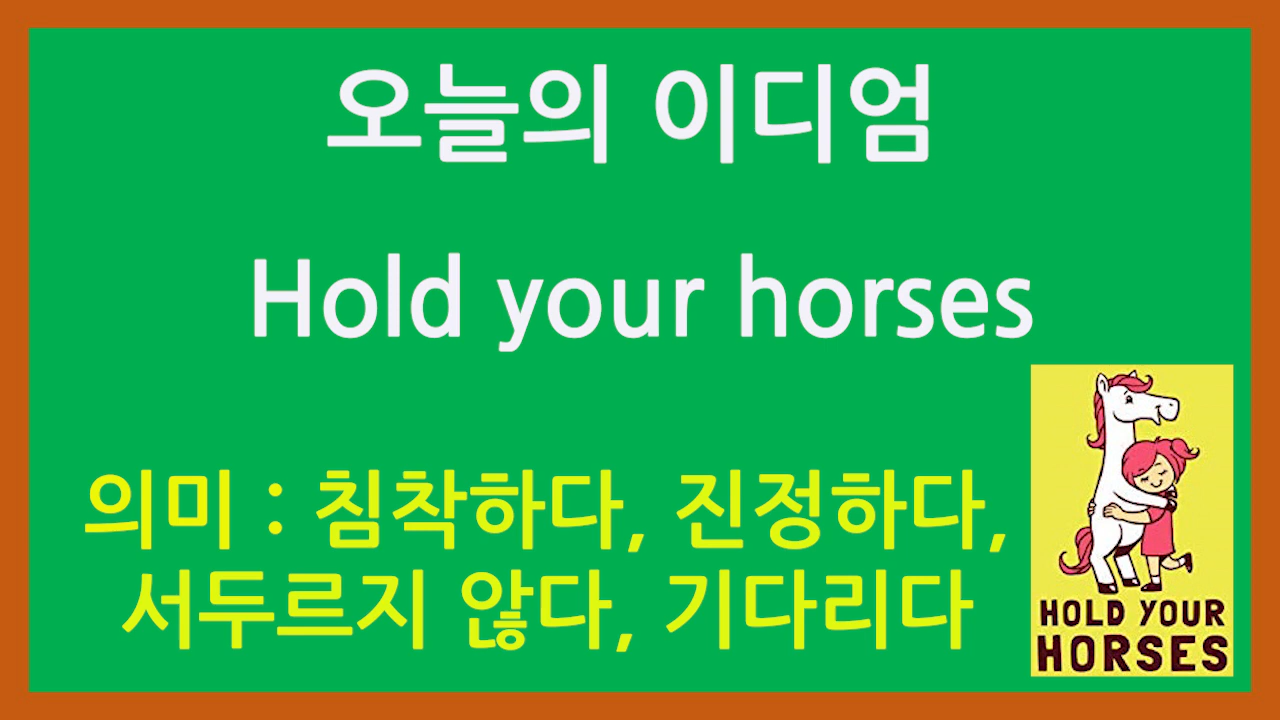 오늘의 이디엄
Hold your horses
의미 : 침착하다, 진정하다,
서두르지 않다, 기다리다
HOLD YOUR
HORSES